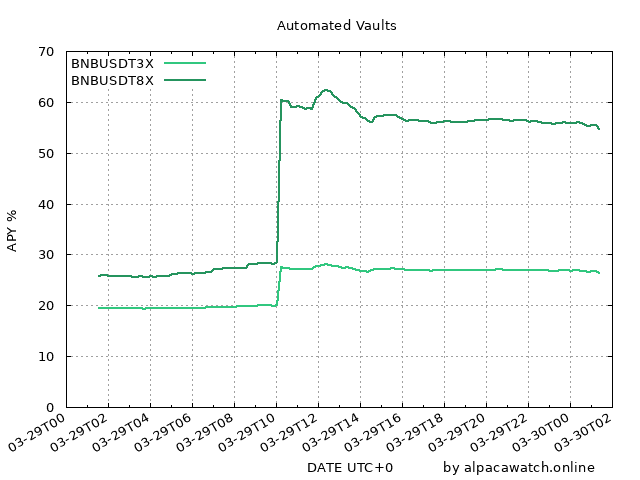 Automated Vaults
BNBUSDT3X
BNBUSDT8X
APY %
70
60
50
40
30
20
10
0
03-29T00
03-29T02
03-29T04
03-29T06
03-29T08
03-29T10
03-29T12
03-29T14
03-29T16
03-29T18
03-29T20
03-29T22
03-30T00
03-30T02
DATE UTC+0
by alpacawatch.online